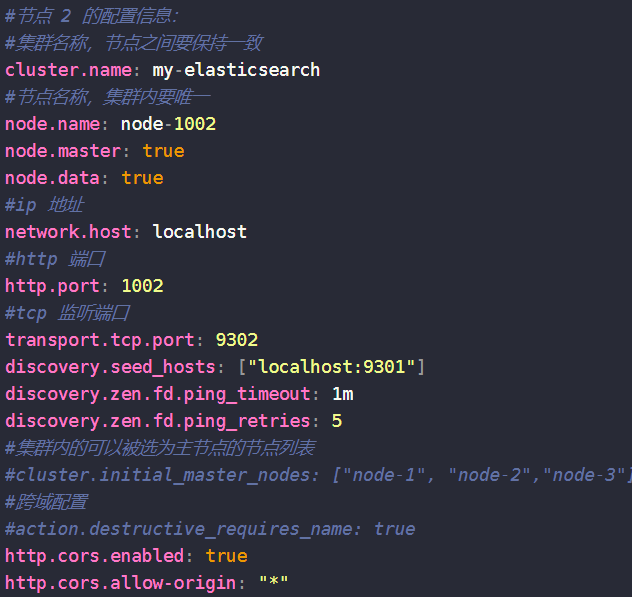 #节点 2 的配置信息:
#集群名称, 节点之间要保持一致
cluster.name: my-elasticsearch
#节点名称, 集群内要唯一
node.name: node-1002
node.master: true
node.data: true
#ip 地址
network.host: localhost
#http 端口
http.port: 1002
#tcp 监听端口
transport.tcp.port: 9302
discovery.seed_hosts: ["localhost:9301"]
discovery.zen.fd.ping_timeout: 1m
discovery.zen.fd.ping_retries: 5
#集群内的可以被选为主节点的节点列表
#cluster.initial_master_nodes: ["node-1", "node-2","node-3"]
#跨域配置
#action.destructive_requires_name: true
http.cors.enabled: true
http.cors.allow-origin: "*"